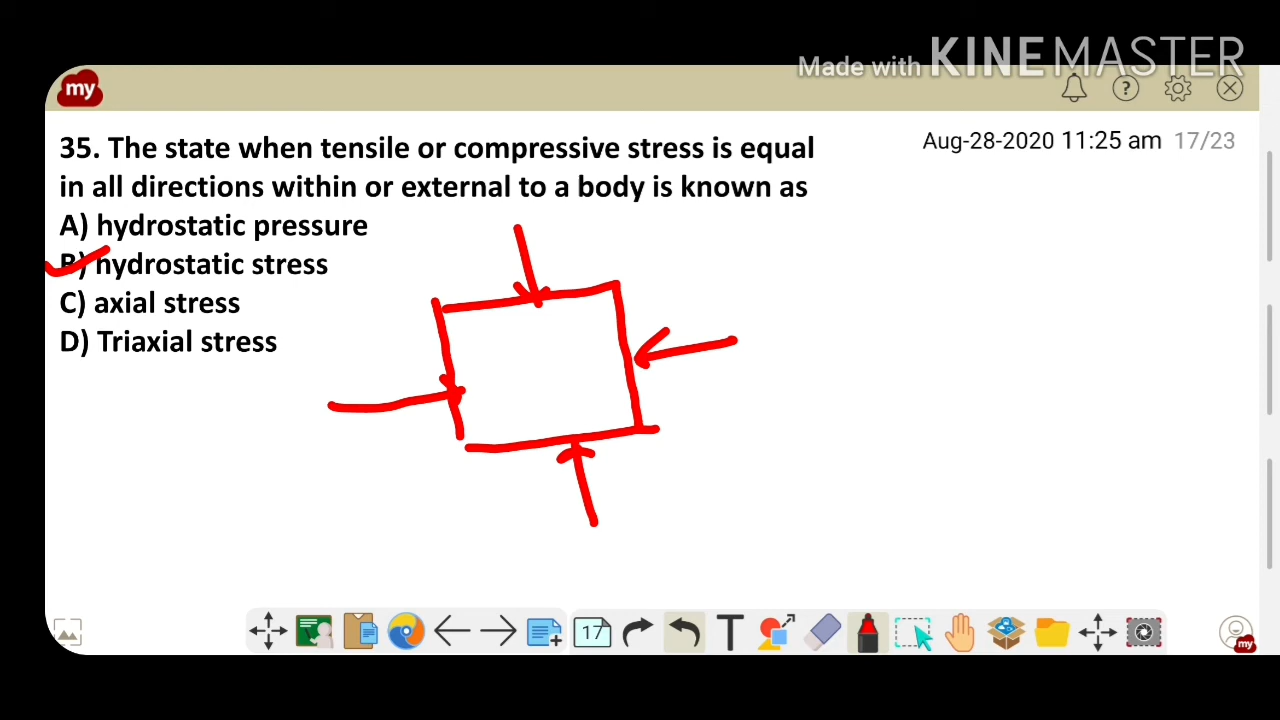 Made with KINEMASTER
my
Aug-28-2020 11:25 am 17/23
35. The state when tensile or compressive stress is equal
in all directions within or external to a body is known as
A) hydrostatic pressure
B) hydrostatic stress
C) axial stress
D) Triaxial stress
17
T
my